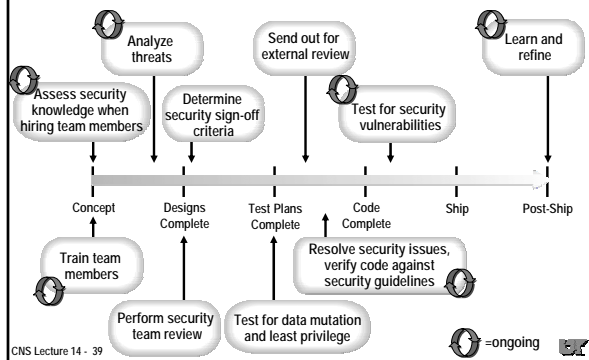 Analyze
threats
Send out for
external review
Learn and
refine
Assess security
knowledge when
hiring team members
Determine
security sign-off
criteria
Test for security
vulnerabilities
Concept
Designs
Complete
Test Plans
Complete
Code
Complete
Ship
Post-Ship
Train team
members
Resolve security issues,
verify code against
security guidelines
Perform security
team review
Test for data mutation
and least privilege
=ongoing
CNS Lecture 14 - 39